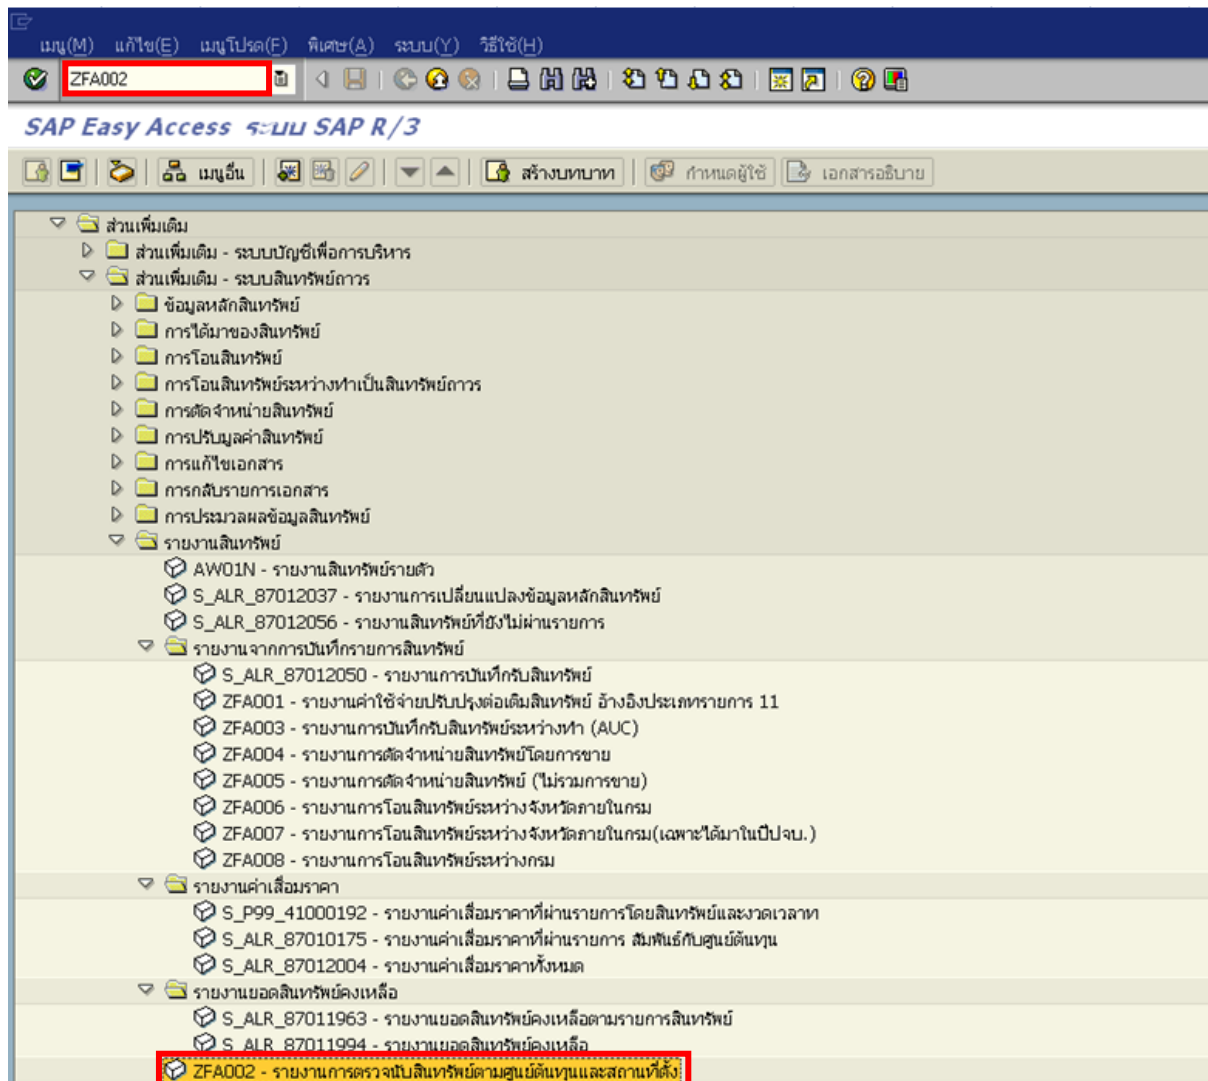 เมนู(M) แก้ไข(E) เมนูโปรด(F) พิเศษ(A) ระบบ(Y) วิธีใช้(H)
ZFA002
SAP Easy Access ระบบ SAP R/3
เมนูอื่น สร้างบทบาท กำหนดผู้ใช้ เอกสารอธิบาย
ส่วนเพิ่มเติม
ส่วนเพิ่มเติม - ระบบบัญชีเพื่อการบริหาร
ส่วนเพิ่มเติม - ระบบสินทรัพย์ถาวร
ข้อมูลหลักสินทรัพย์
การได้มาของสินทรัพย์
การโอนสินทรัพย์
การโอนสินทรัพย์ระหว่างทำเป็นสินทรัพย์ถาวร
การตัดจำหน่ายสินทรัพย์
การปรับมูลค่าสินทรัพย์
การแก้ไขเอกสาร
การกลับรายการเอกสาร
การประมวลผลข้อมูลสินทรัพย์
รายงานสินทรัพย์
AW01N - รายงานสินทรัพย์รายตัว
S_ALR_87012037 - รายงานการเปลี่ยนแปลงข้อมูลหลักสินทรัพย์
S_ALR_87012056 - รายงานสินทรัพย์ที่ยังไม่ผ่านรายการ
รายงานจากการบันทึกรายการสินทรัพย์
S_ALR_87012050 - รายงานการบันทึกรับสินทรัพย์
ZFA001 - รายงานค่าใช้จ่ายปรับปรุงต่อเติมสินทรัพย์ อ้างอิงประเภทรายการ 11
ZFA003 - รายงานการบันทึกรับสินทรัพย์ระหว่างทำ (AUC)
ZFA004 - รายงานการตัดจำหน่ายสินทรัพย์โดยการขาย
ZFA005 - รายงานการตัดจำหน่ายสินทรัพย์ (ไม่รวมการขาย)
ZFA006 - รายงานการโอนสินทรัพย์ระหว่างจังหวัดภายในกรม
ZFA007 - รายงานการโอนสินทรัพย์ระหว่างจังหวัดภายในกรม(เฉพาะได้มาในปีปจบ.)
ZFA008 - รายงานการโอนสินทรัพย์ระหว่างกรม
รายงานค่าเสื่อมราคา
S_P99_41000192 - รายงานค่าเสื่อมราคาที่ผ่านรายการโดยสินทรัพย์และงวดเวลาท
S_ALR_87010175 - รายงานค่าเสื่อมราคาที่ผ่านรายการ สัมพันธ์กับศูนย์ต้นทุน
S_ALR_87012004 - รายงานค่าเสื่อมราคาทั้งหมด
รายงานยอดสินทรัพย์คงเหลือ
S_ALR_87011963 - รายงานยอดสินทรัพย์คงเหลือตามรายการสินทรัพย์
S_ALR_87011994 - รายงานยอดสินทรัพย์คงเหลือ
ZFA002 - รายงานการตรวจนับสินทรัพย์ตามศูนย์ต้นทุนและสถานที่ตั้ง